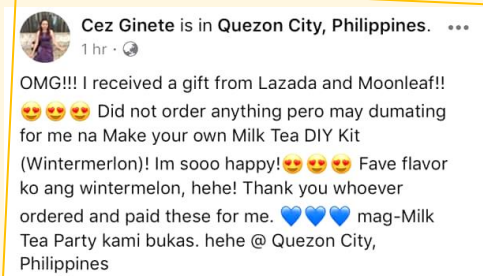 Cez Ginete is in Quezon City, Philippines.
1 hr ·
OMG!!! I received a gift from Lazada and Moonleaf!!
😍😍😍 Did not order anything pero may dumating
for me na Make your own Milk Tea DIY Kit
(Wintermerlon)! Im sooo happy!😍😍😍 Fave flavor
ko ang wintermelon, hehe! Thank you whoever
ordered and paid these for me. 💙💙💙 mag-Milk
Tea Party kami bukas. hehe @ Quezon City,
Philippines